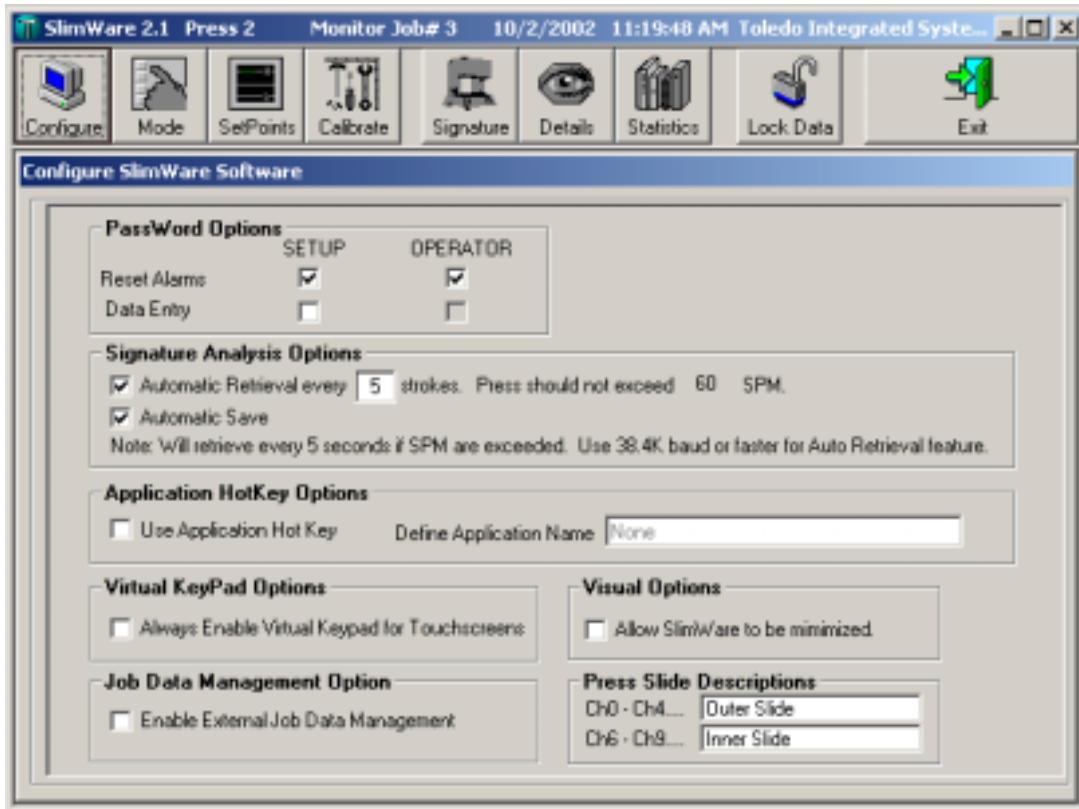 SlimWare 2.1 Press 2 Monitor Job# 3 10/2/2002 11:19:48 AM Toledo Integrated Syste...
Configure Mode SetPoints Calibrate Signature Details Statistics Lock Data Exit
Configure SlimWare Software
PassWord Options
SETUP OPERATOR
Reset Alarms
Data Entry
Signature Analysis Options
Automatic Retrieval every 5 strokes. Press should not exceed 60 SPM.
Automatic Save
Note: Will retrieve every 5 seconds if SPM are exceeded. Use 38.4K baud or faster for Auto Retrieval feature.
Application HotKey Options
Use Application Hot Key Define Application Name None
Virtual KeyPad Options
Always Enable Virtual Keypad for Touchscreens
Visual Options
Allow SlimWare to be mimimized.
Job Data Management Option
Enable External Job Data Management
Press Slide Descriptions
Ch0 - Ch4.... Outer Slide
Ch6 - Ch9.... Inner Slide